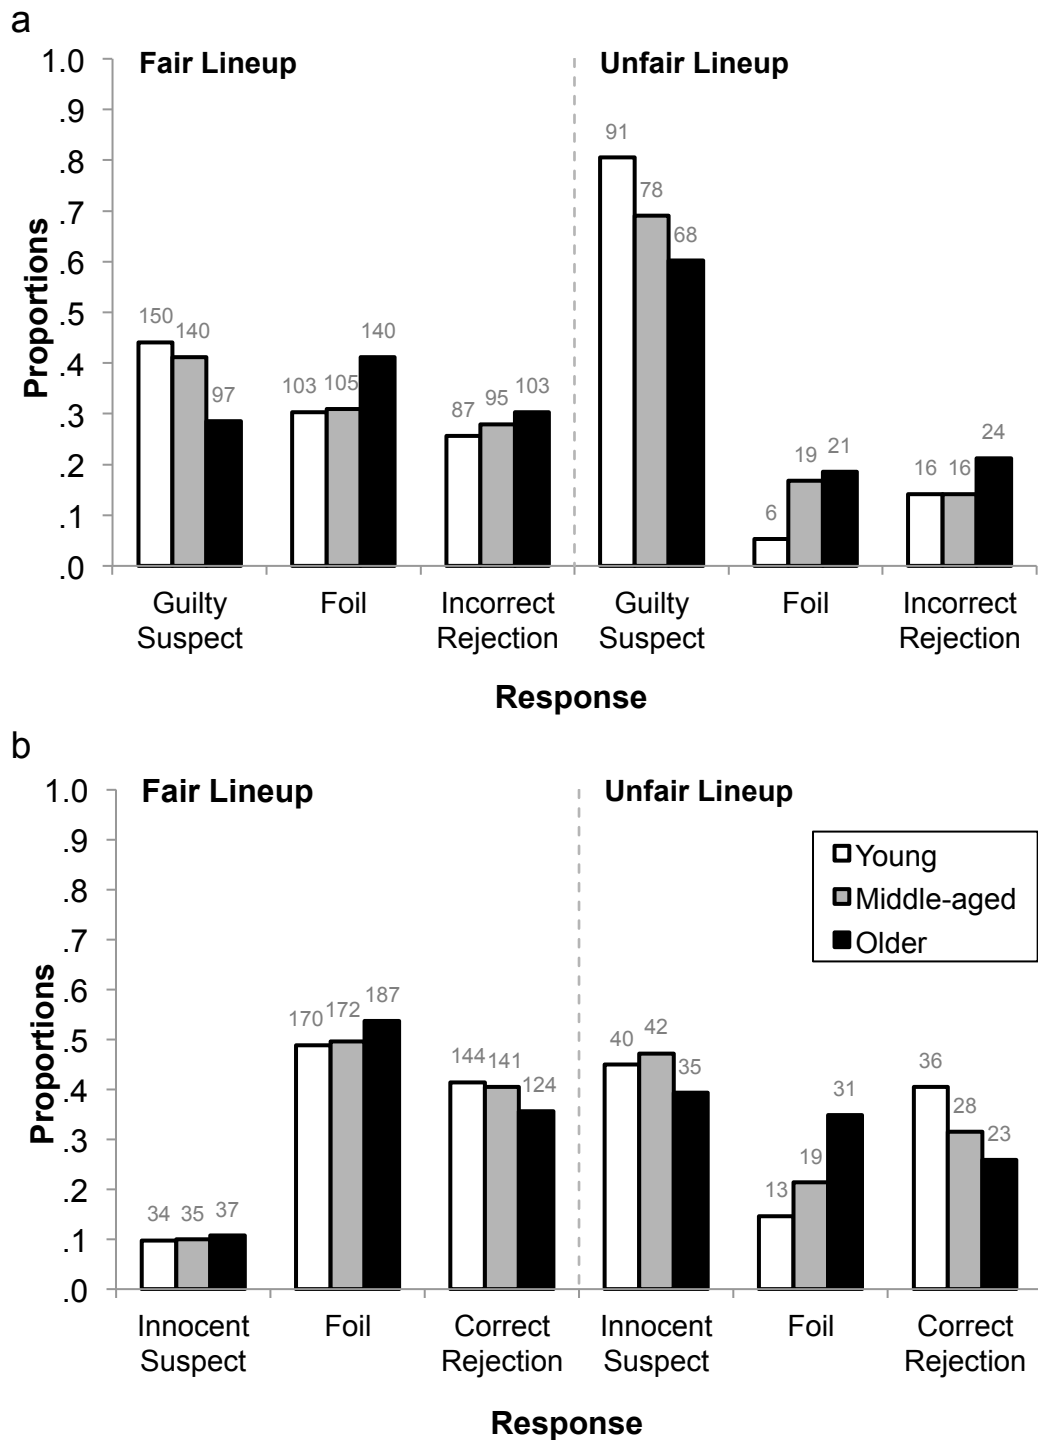 a
Fair Lineup
Unfair Lineup
Proportions
1.0
.9
.8
.7
.6
.5
.4
.3
.2
.1
.0
150
140
97
103
105
140
87
95
103
91
78
68
6
19
21
16
16
24
Guilty
Suspect
Foil
Incorrect
Rejection
Guilty
Suspect
Foil
Incorrect
Rejection
Response
b
Fair Lineup
Unfair Lineup
Proportions
1.0
.9
.8
.7
.6
.5
.4
.3
.2
.1
.0
Young
Middle-aged
Older
34
35
37
170
172
187
144
141
124
40
42
35
13
19
31
36
28
23
Innocent
Suspect
Foil
Correct
Rejection
Innocent
Suspect
Foil
Correct
Rejection
Response